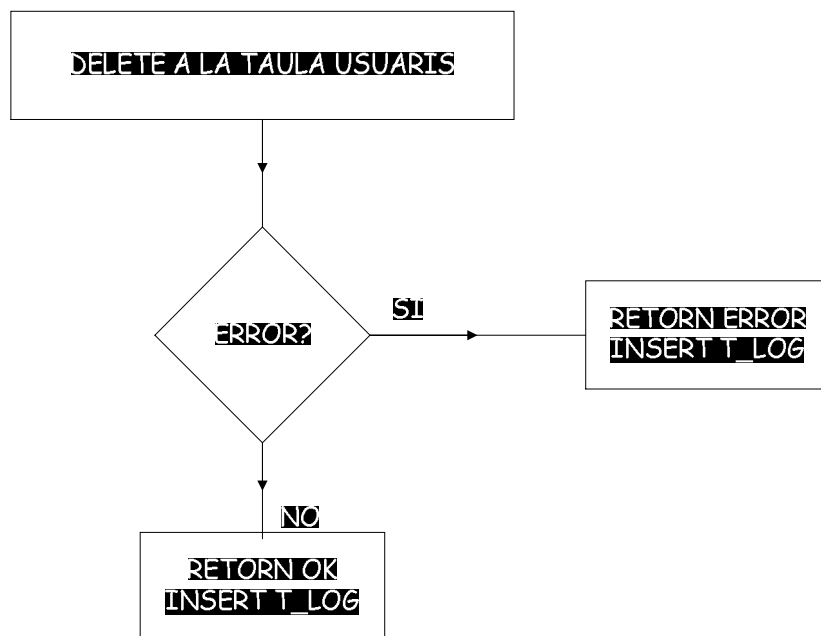 DELETE A LA TAULA USUARIS
SI
ERROR?
RETORN ERROR
INSERT T_LOG
NO
RETORN OK
INSERT T_LOG